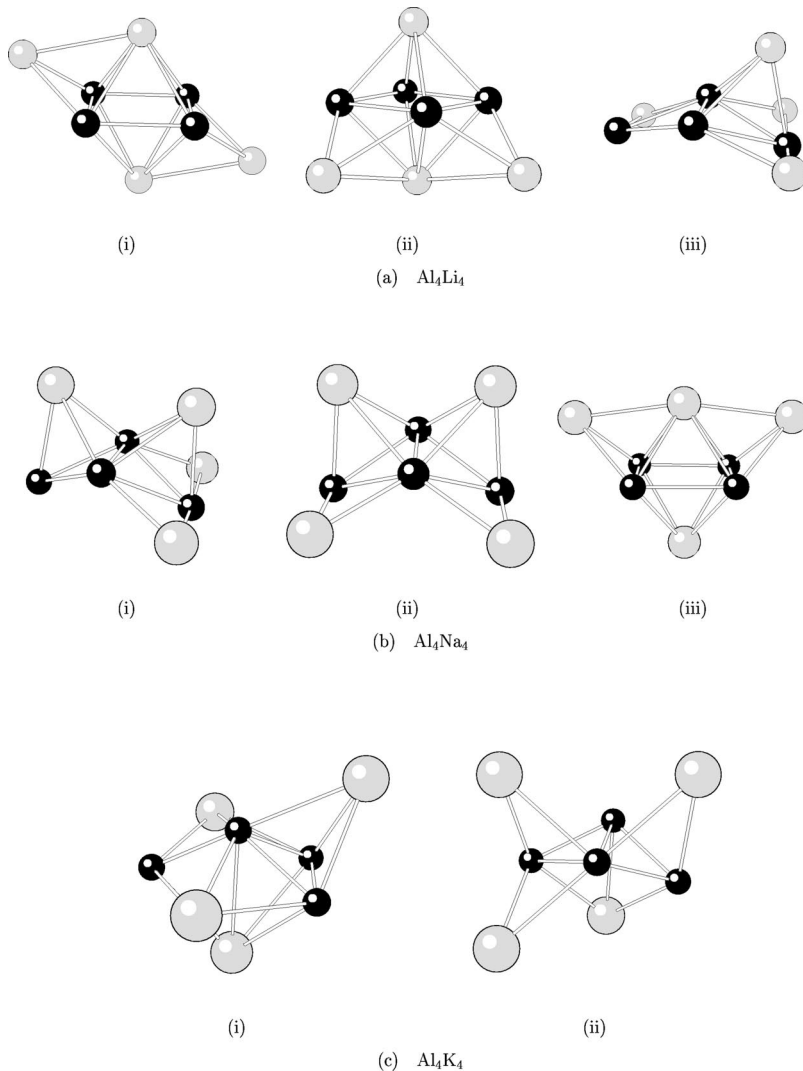 (i) (ii) (iii)
(a) Al₄Li₄
(i) (ii) (iii)
(b) Al₄Na₄
(i) (ii)
(c) Al₄K₄